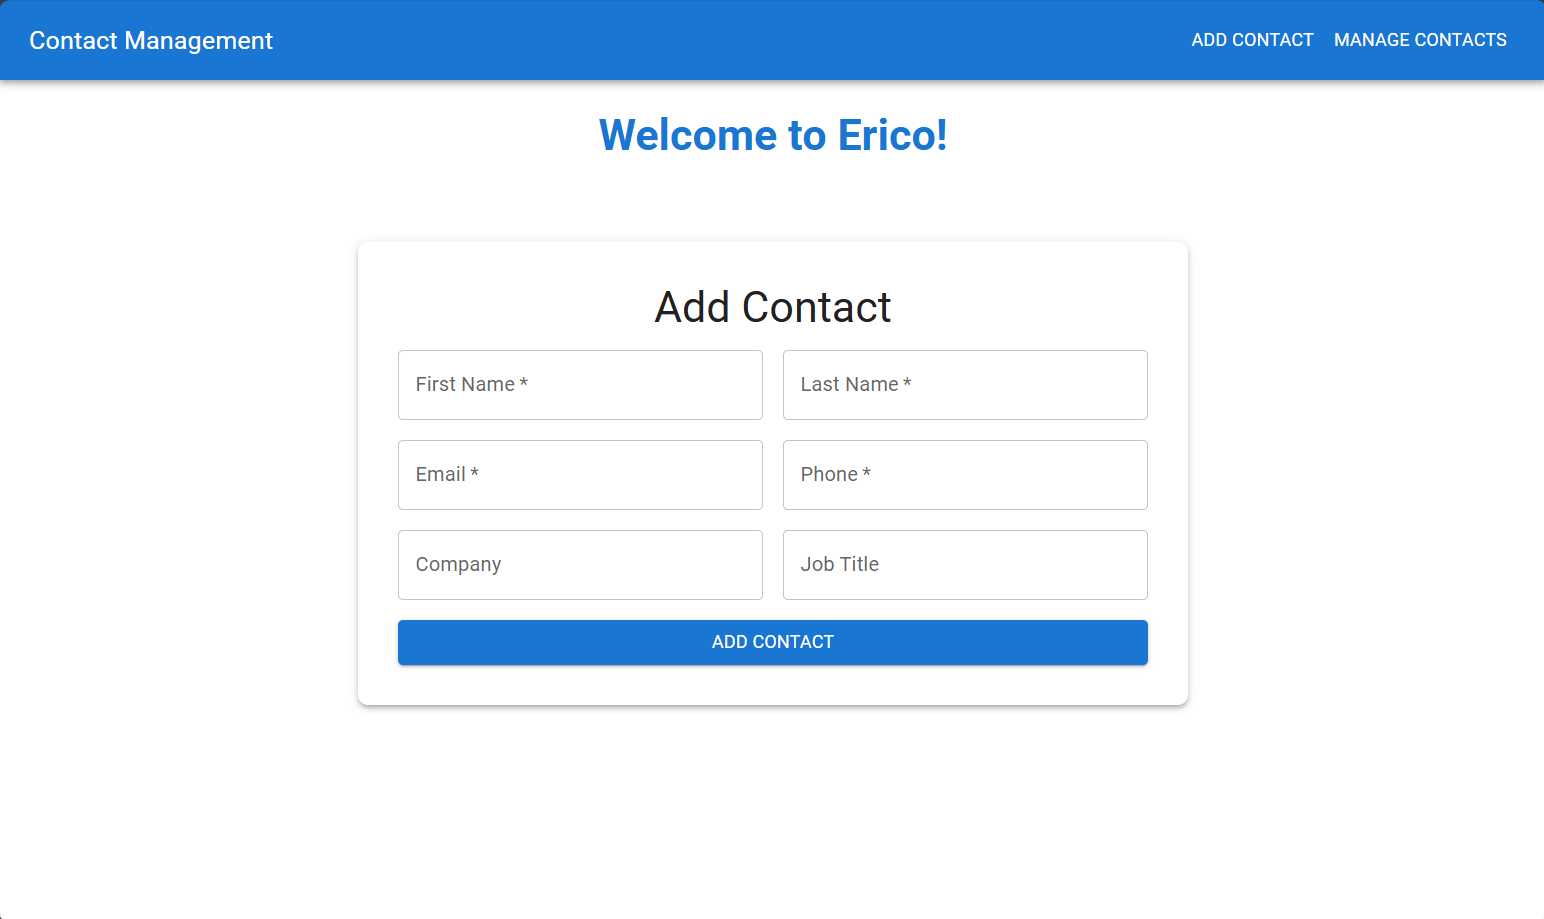 Contact Management
ADD CONTACT MANAGE CONTACTS
Welcome to Erico!
Add Contact
First Name * Last Name *
Email * Phone *
Company Job Title
ADD CONTACT